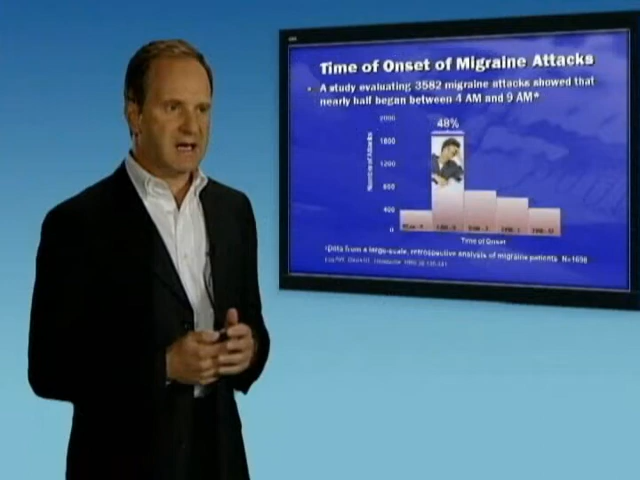 Time of Onset of Migraine Attacks
• A study evaluating 3582 migraine attacks showed that
nearly half began between 4 AM and 9 AM*
48%
2000
1600
1200
800
400
0
Number of Attacks
Time of Onset
*Data from a large-scale, retrospective analysis of migraine patients N=1698